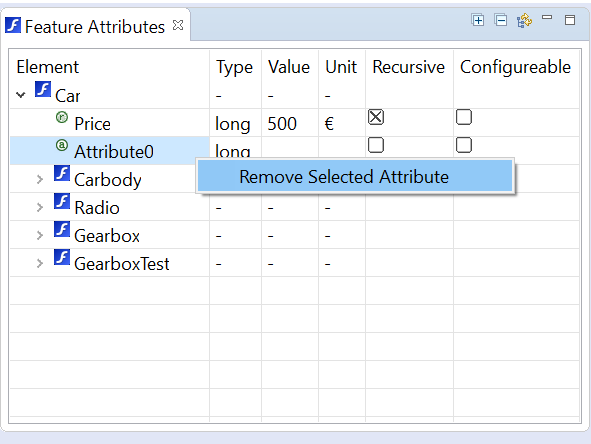 Feature Attributes
Element Type Value Unit Recursive Configureable
Car - - -
Price long 500 €
Attribute0 long
Carbody
Remove Selected Attribute
Radio - - -
Gearbox - - -
GearboxTest - - -